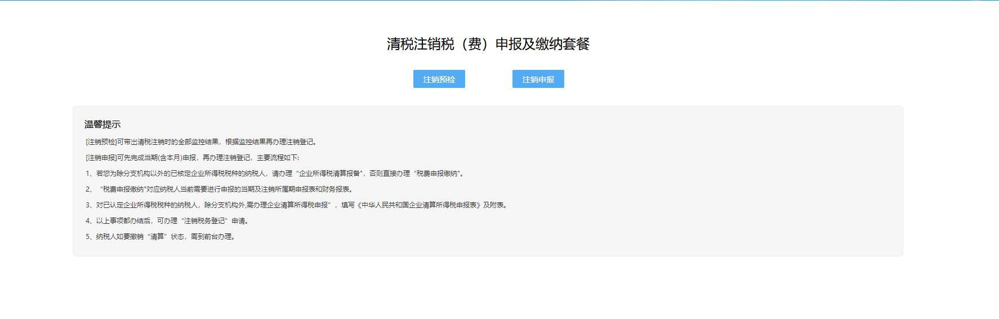 清税注销税（费）申报及缴纳套餐
注销预检
注销申报
温馨提示
[注销预检]可带出清税注销时的全部监控结果，根据监控结果再办理注销登记。
[注销申报]可先完成当期(含本月)申报，再办理注销登记，主要流程如下:
1、若您为除分支机构以外的已核定企业所得税税种的纳税人，请办理“企业所得税清算报备"，否则直接办理“税费申报缴纳"。
2、“税费申报缴纳"对应纳税人当前需要进行申报的当期及注销所属期申报表和财务报表。
3、对已认定企业所得税税种的纳税人，除分支机构外,需办理企业清算所得税申报”，填写《中华人民共和国企业清算所得税申报表》及附表。
4、以上事项都办结后，可办理“注销税务登记”申请。
5、纳税人如要撤销“清算”状态，需到前台办理。